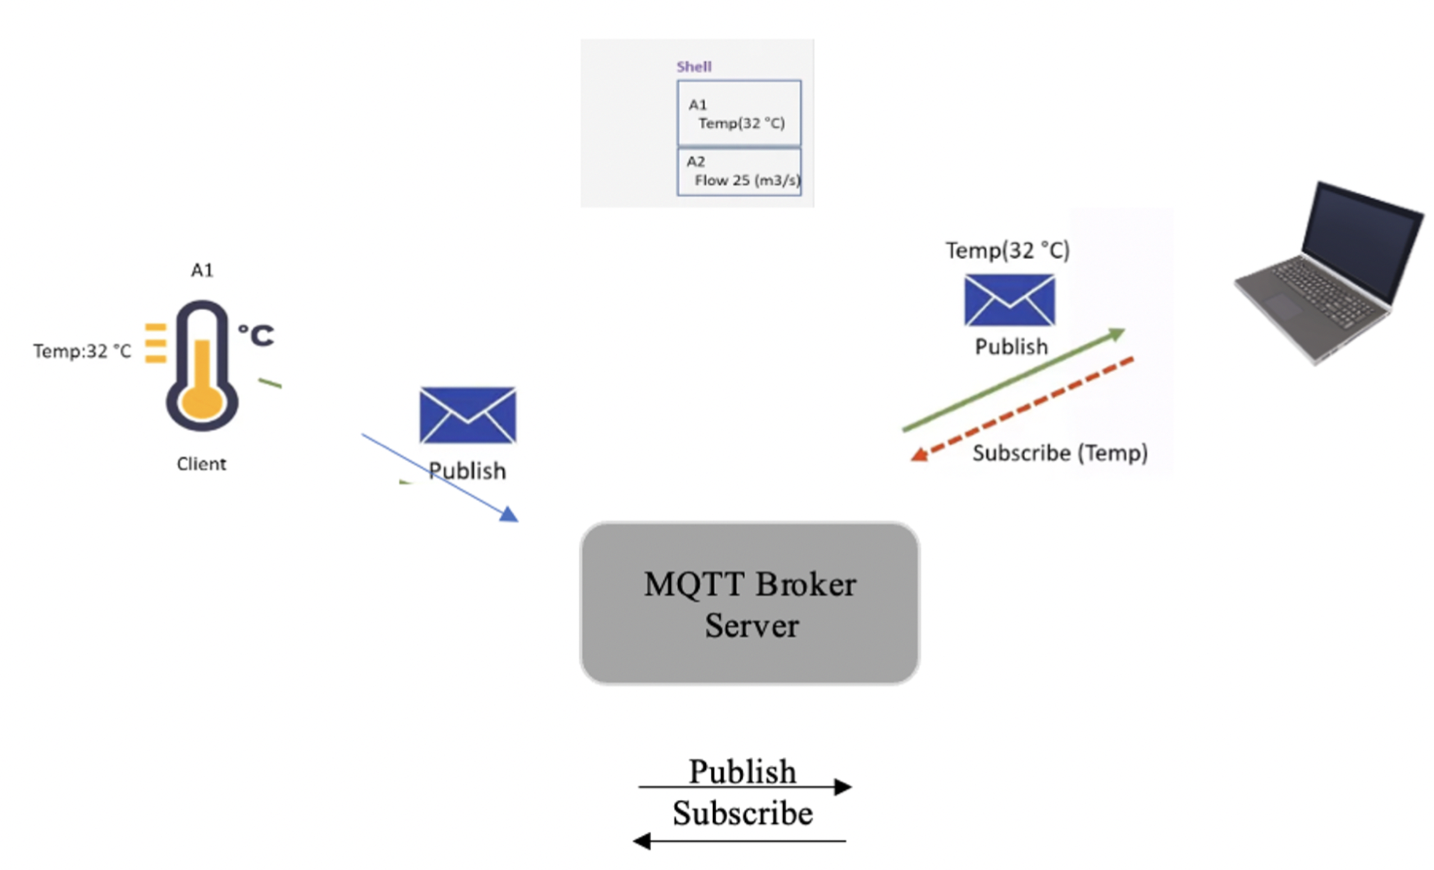 Shell
A1
Temp(32 °C)
A2
Flow 25 (m3/s)
Temp(32 °C)
Publish
Subscribe (Temp)
A1
°C
Temp:32 °C
Client
Publish
MQTT Broker
Server
Publish
Subscribe